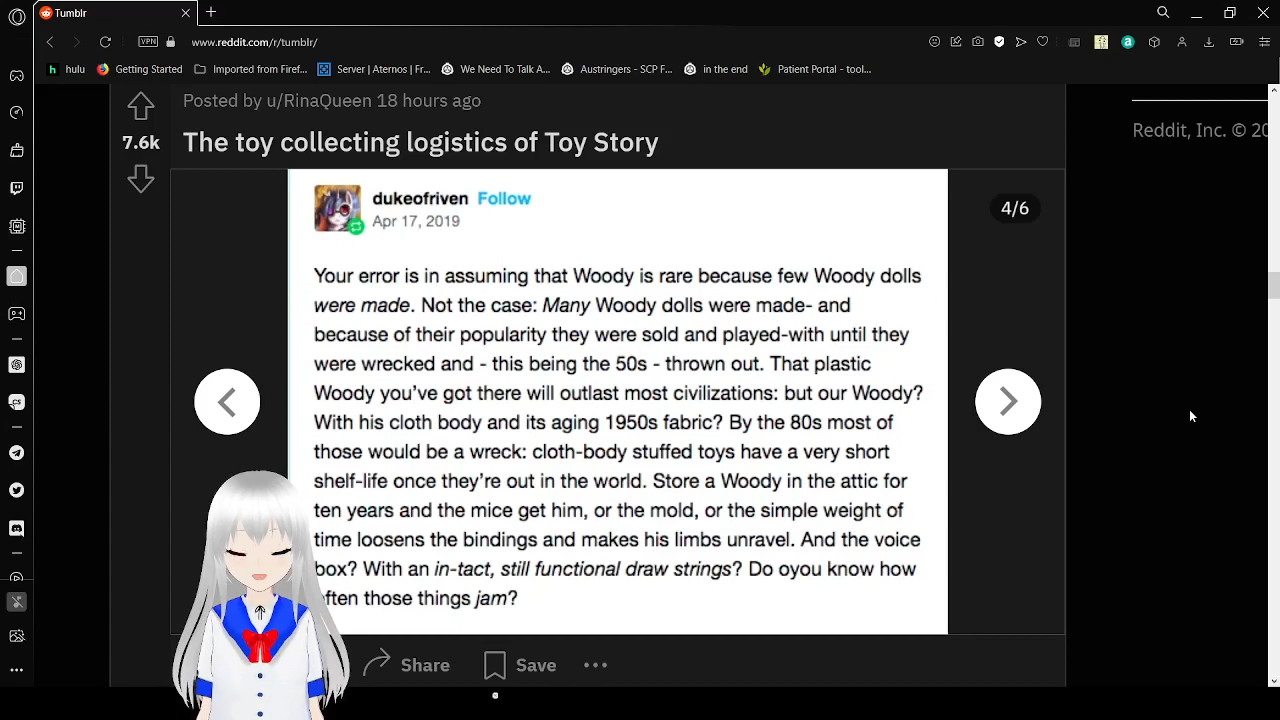 Tumblr
VPN
www.reddit.com/r/tumblr/
hulu
Getting Started
Imported from Firef...
Server | Aternos | Fr...
We Need To Talk A...
Austringers - SCP F...
in the end
Patient Portal - tool...
Posted by u/RinaQueen 18 hours ago
7.6k
The toy collecting logistics of Toy Story
Reddit, Inc. © 20
dukeofriven Follow
Apr 17, 2019
4/6
Your error is in assuming that Woody is rare because few Woody dolls
were made. Not the case: Many Woody dolls were made- and
because of their popularity they were sold and played-with until they
were wrecked and - this being the 50s - thrown out. That plastic
Woody you've got there will outlast most civilizations: but our Woody?
With his cloth body and its aging 1950s fabric? By the 80s most of
those would be a wreck: cloth-body stuffed toys have a very short
shelf-life once they're out in the world. Store a Woody in the attic for
ten years and the mice get him, or the mold, or the simple weight of
time loosens the bindings and makes his limbs unravel. And the voice
box? With an in-tact, still functional draw strings? Do oyou know how
often those things jam?
Share
Save